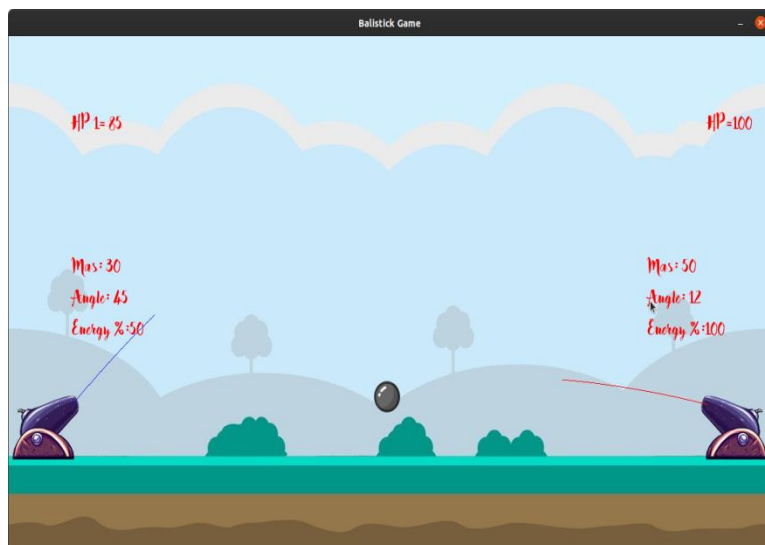 Balistick Game
HP 1= 85
HP=100
Mas: 30
Angle: 45
Energy %:50
Mas: 50
Angle: 12
Energy %:100